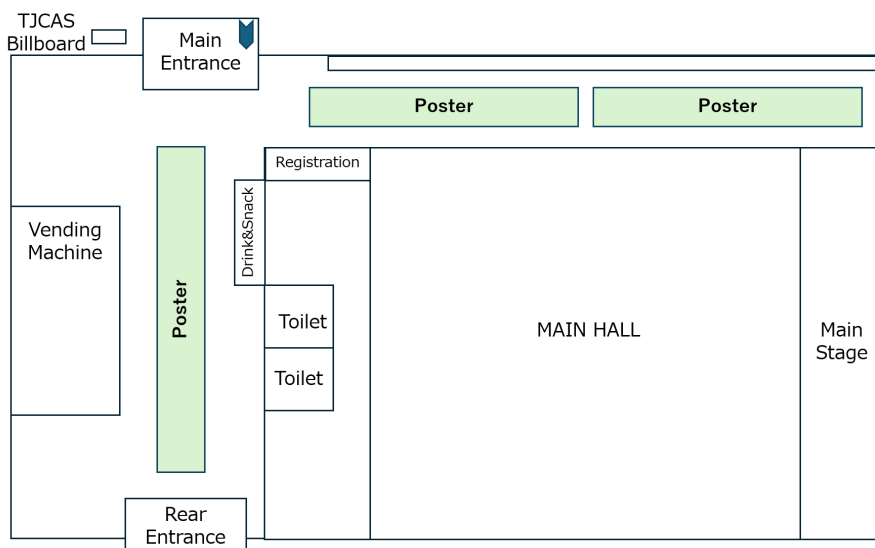 TJCAS
Billboard
Main
Entrance
Poster
Poster
Registration
Drink&Snack
Vending
Machine
Poster
Toilet
Toilet
MAIN HALL
Main
Stage
Rear
Entrance